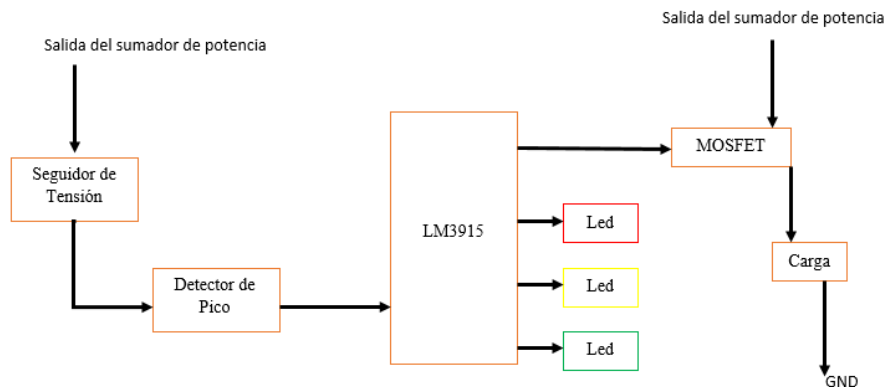 Salida del sumador de potencia
Salida del sumador de potencia
Seguidor de
Tensión
Detector de
Pico
LM3915
Led
Led
Led
MOSFET
Carga
GND